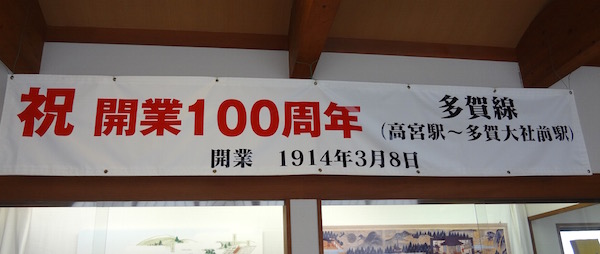 祝 開業100周年
多賀線
(高宮駅～多賀大社前駅)
開業 1914年3月8日